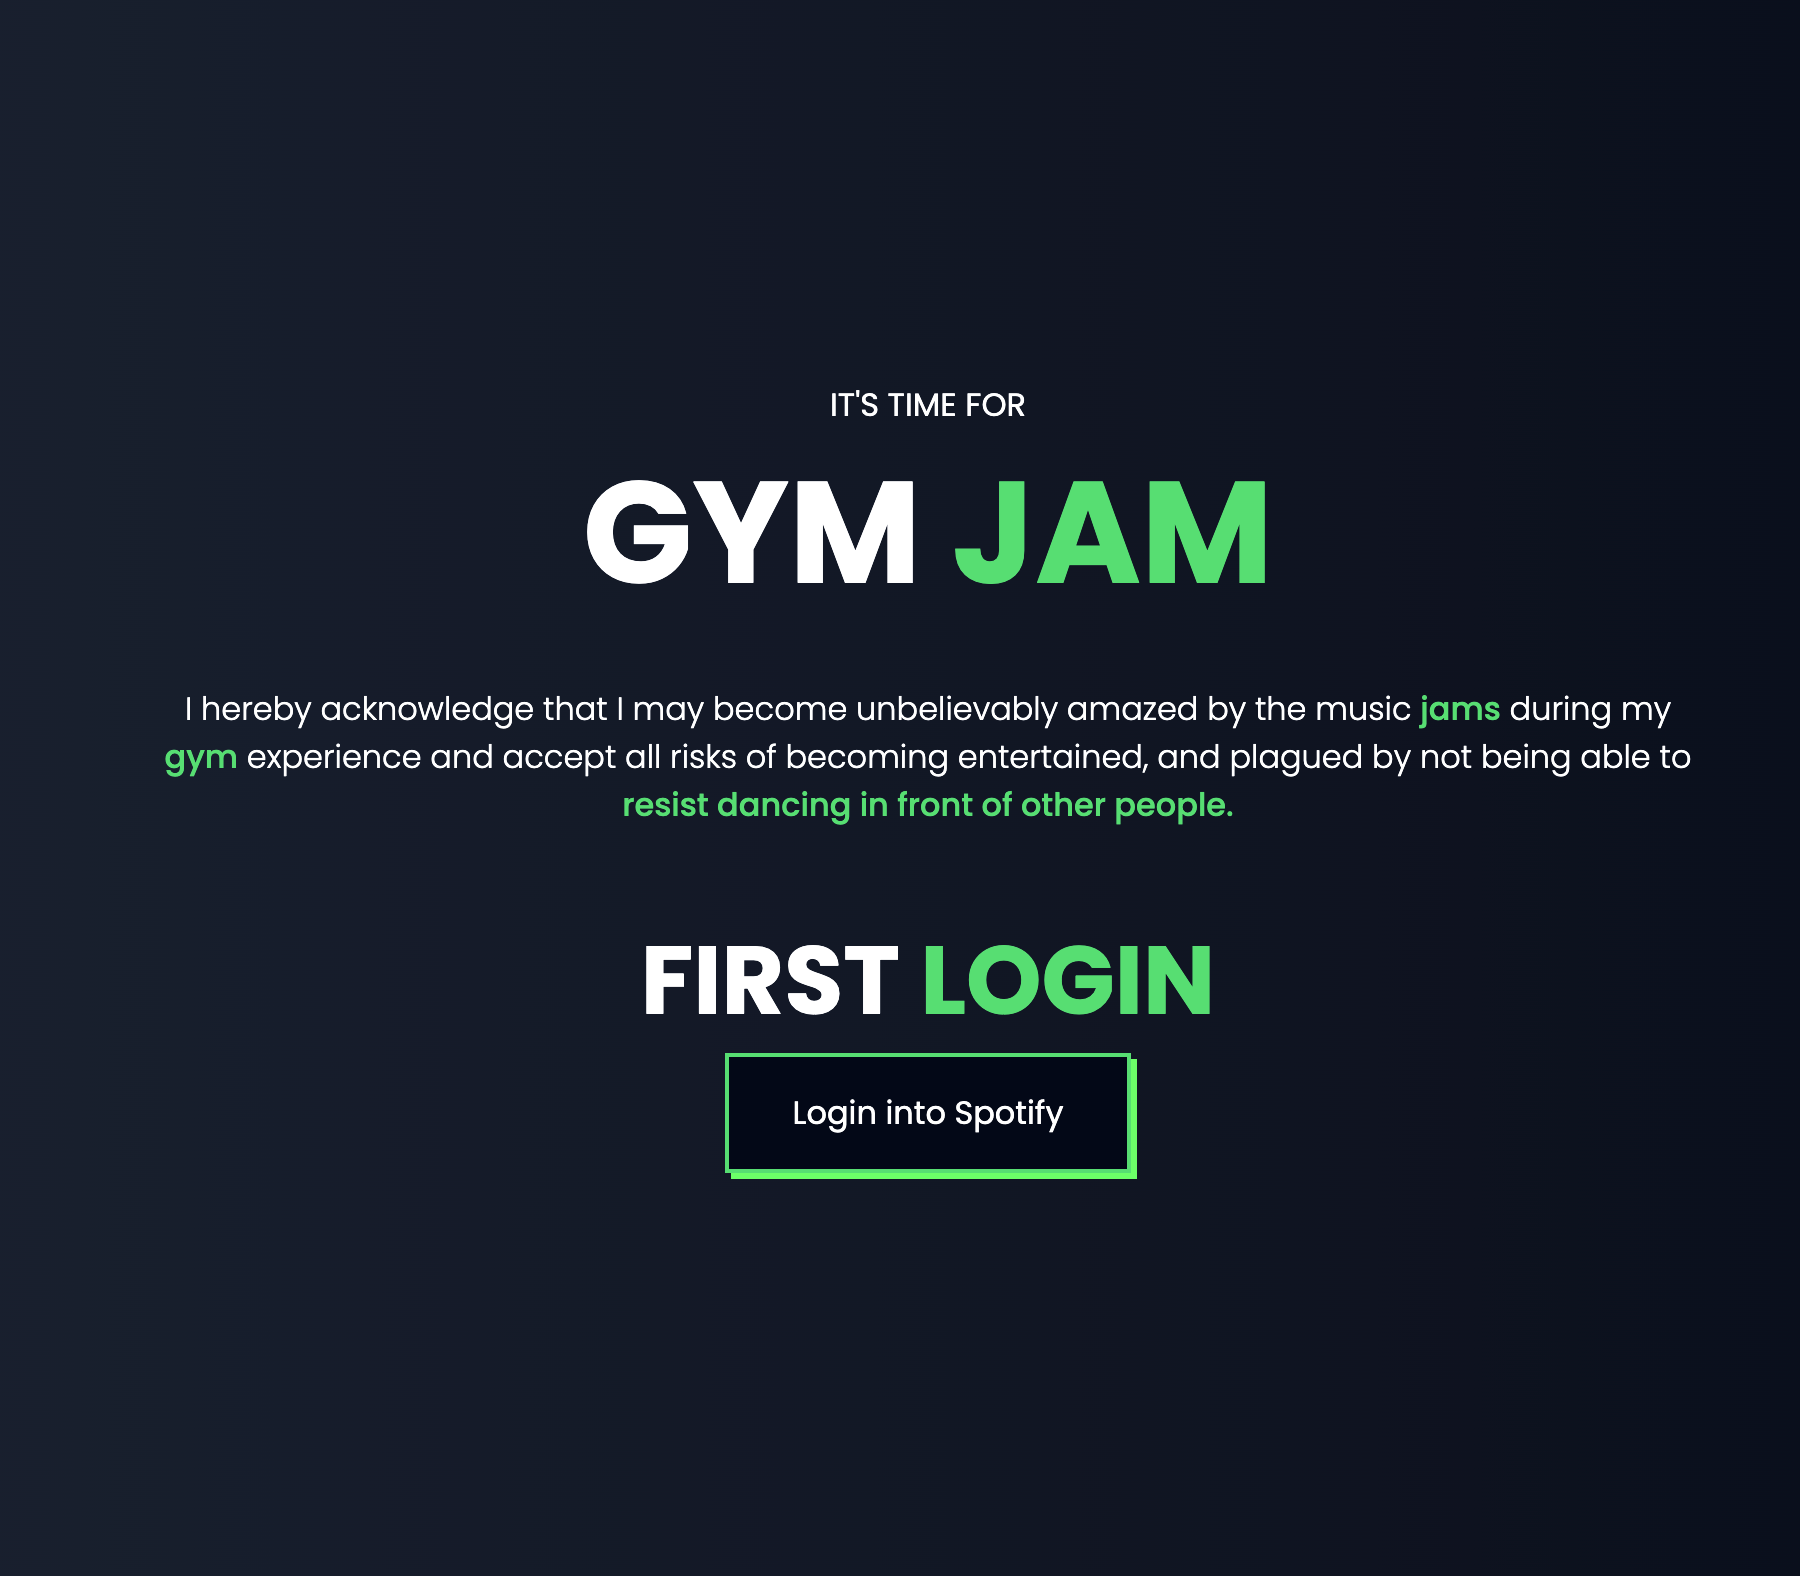 IT'S TIME FOR
GYM JAM
I hereby acknowledge that I may become unbelievably amazed by the music jams during my
gym experience and accept all risks of becoming entertained, and plagued by not being able to
resist dancing in front of other people.
FIRST LOGIN
Login into Spotify